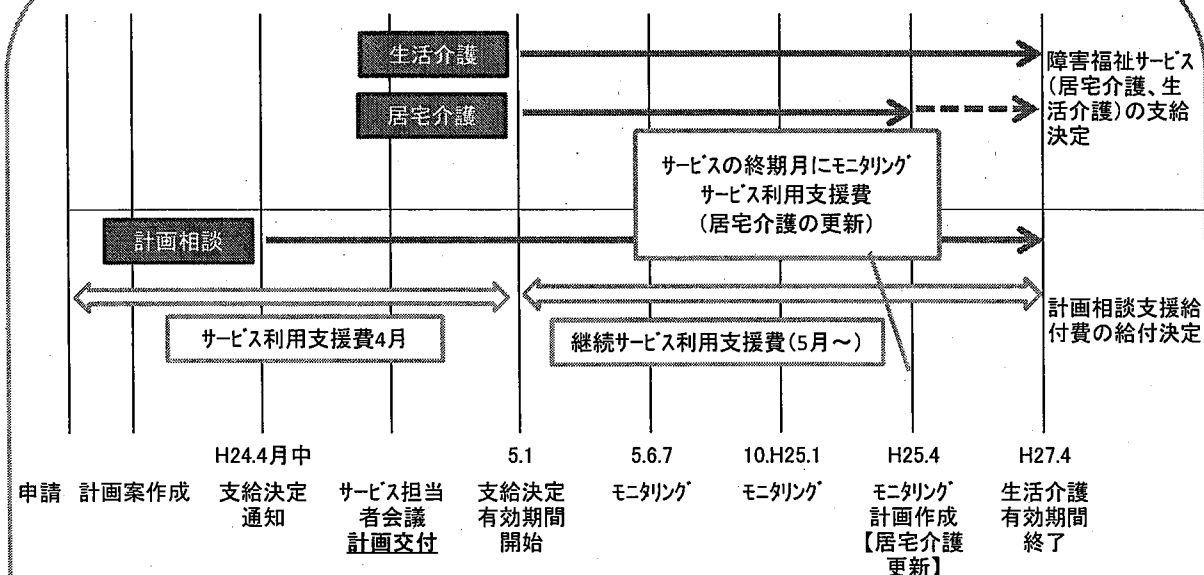 生活介護
居宅介護
障害福祉サービス
(居宅介護、生
活介護)の支給
決定
サービスの終期月にモニタリング
サービス利用支援費
(居宅介護の更新)
計画相談
サービス利用支援費4月
継続サービス利用支援費(5月～)
計画相談支援給
付費の給付決定
H24.4月中
5.1
5.6.7
10.H25.1
H25.4
H27.4
申請
計画案作成
支給決定
通知
サービス担当
者会議
計画交付
支給決定
有効期間
開始
モニタリング
モニタリング
モニタリング
計画作成
【居宅介護
更新】
生活介護
有効期間
終了